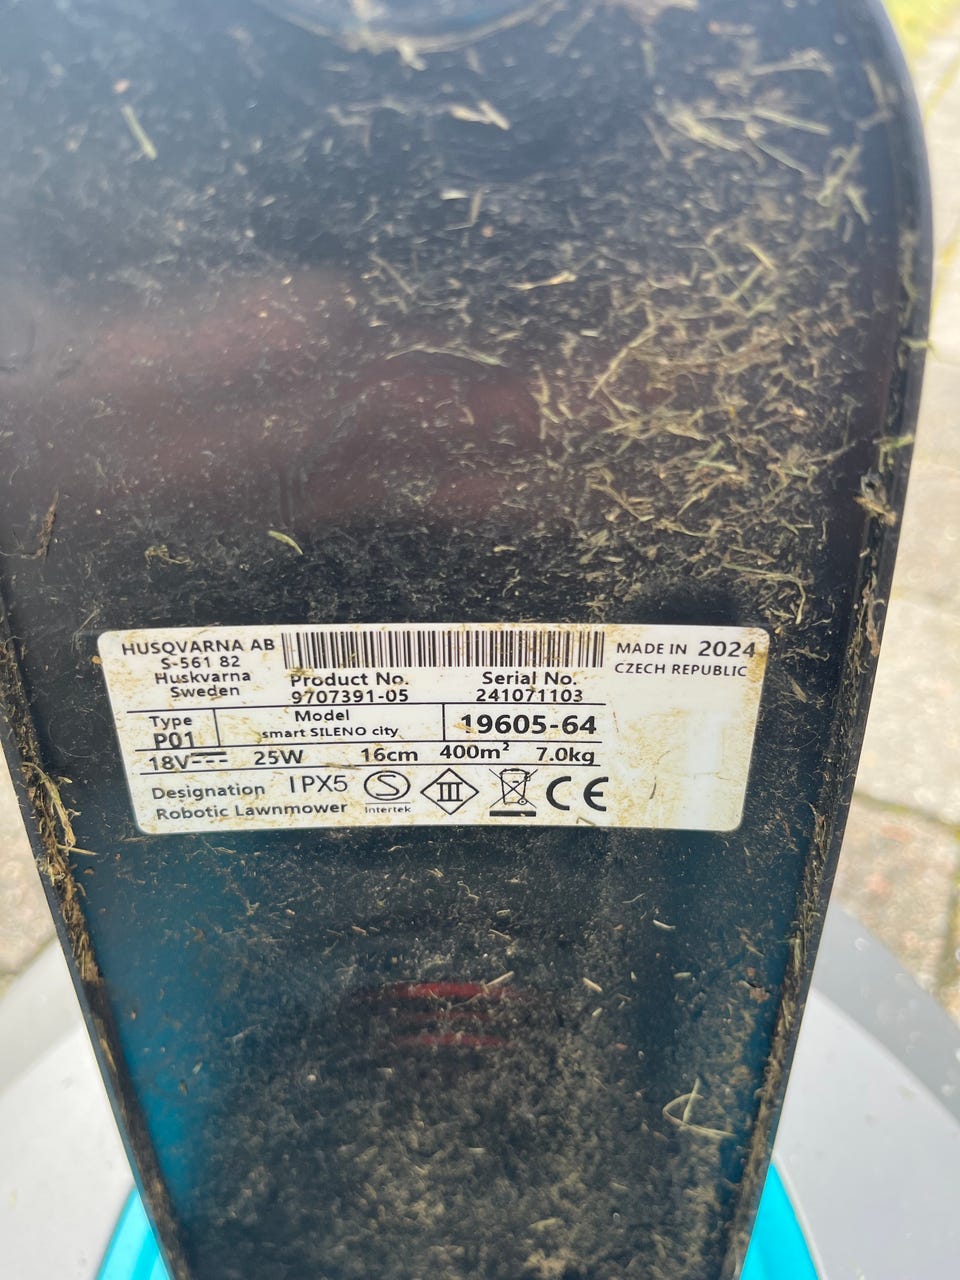 HUSQVARNA AB
S-561 82
Huskvarna
Sweden
Product No.
9707391-05
Serial No.
241071103
MADE IN 2024
CZECH REPUBLIC
Type
P01
Model
smart SILENO city
19605-64
18V 25W 16cm 400m² 7.0kg
Designation IPX5
Robotic Lawnmower
S
Intertek
III
CE